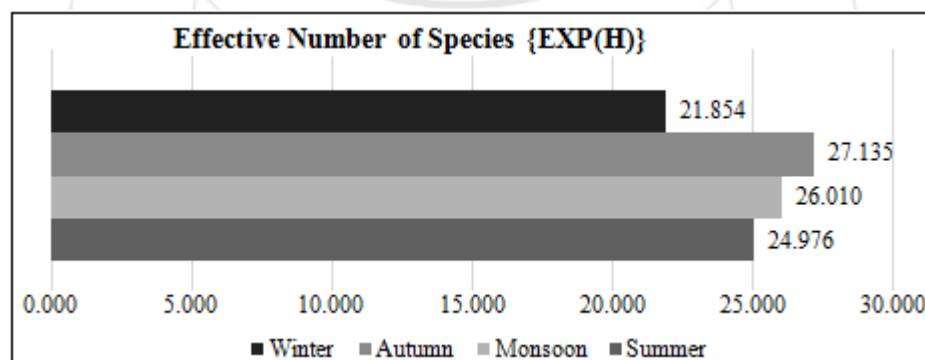 Effective Number of Species {EXP(H)}
21.854
27.135
26.010
24.976
0.000 5.000 10.000 15.000 20.000 25.000 30.000
■ Winter ■ Autumn ■ Monsoon ■ Summer